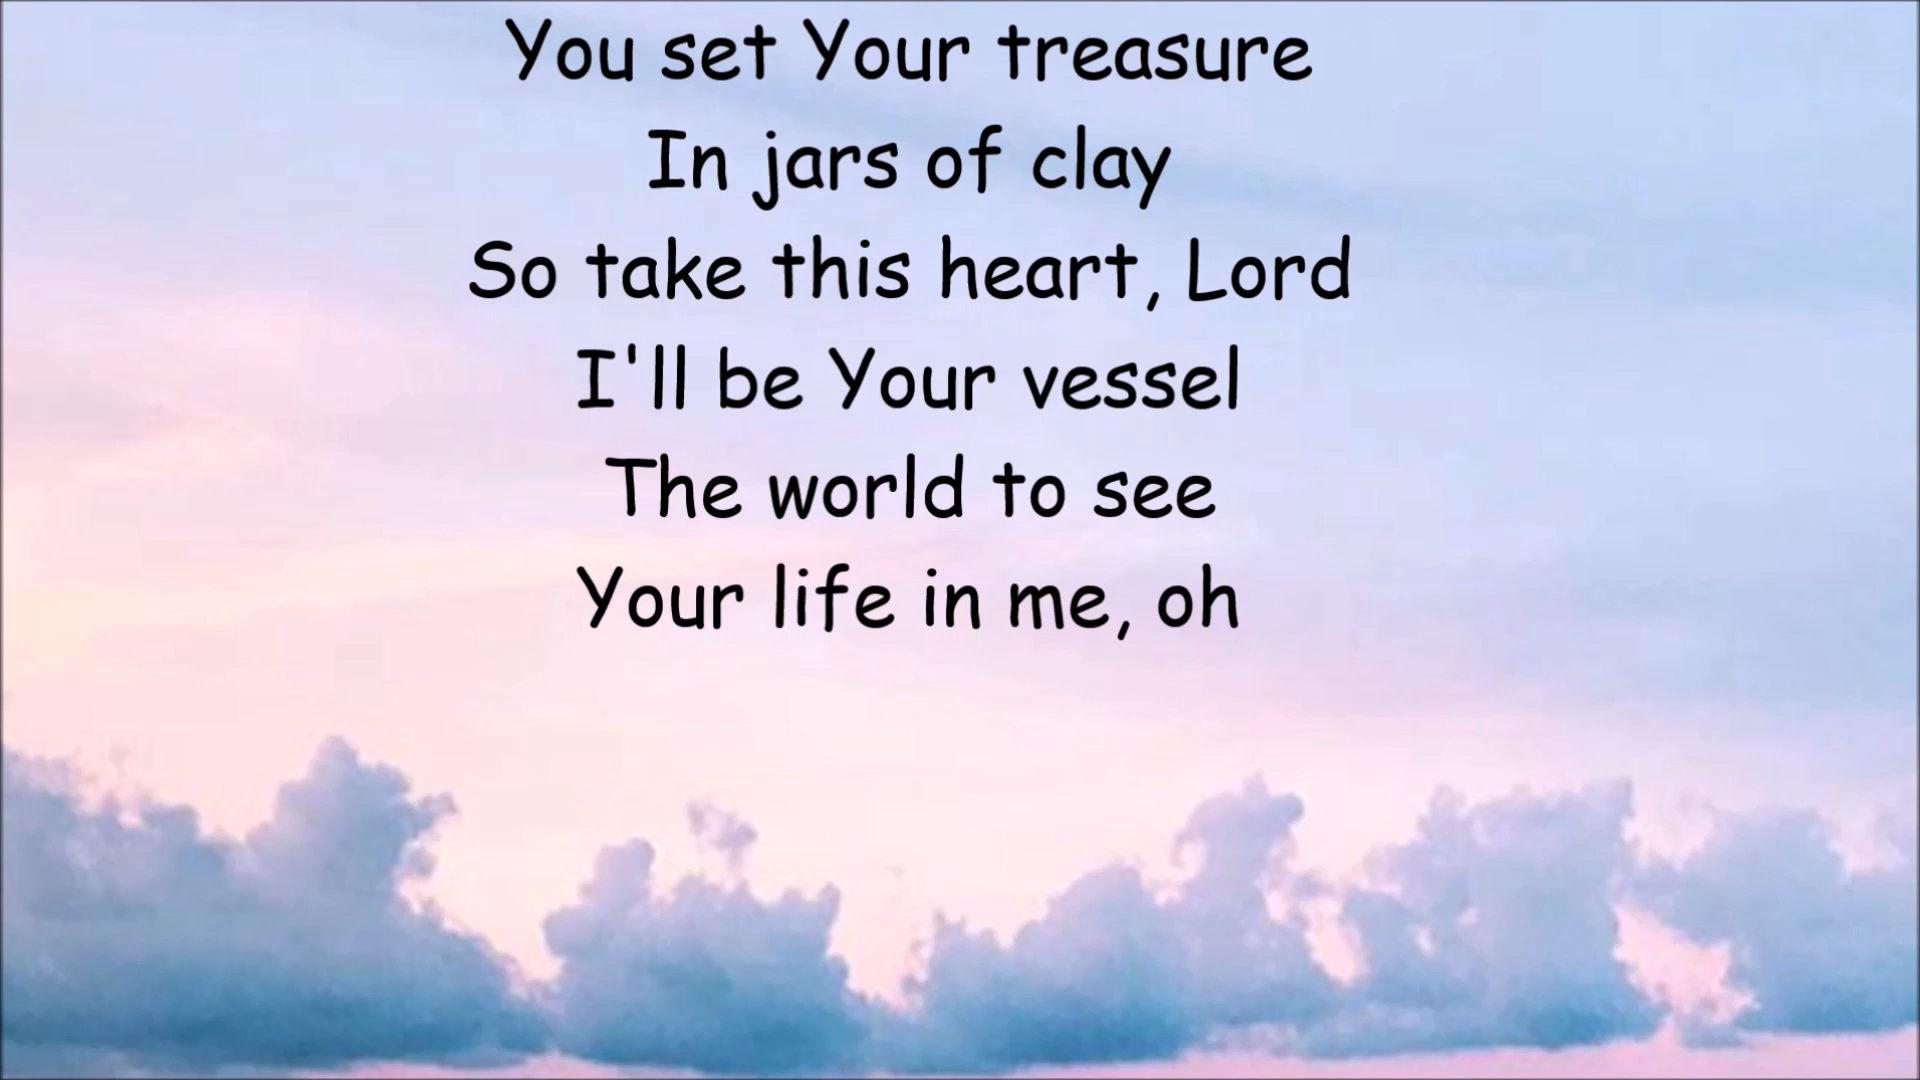 You set Your treasure
In jars of clay
So take this heart, Lord
I'll be Your vessel
The world to see
Your life in me, oh